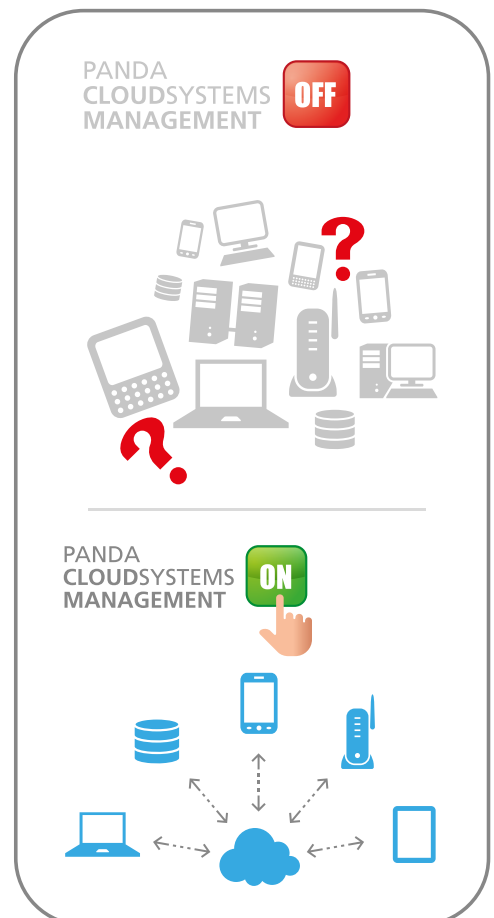 PANDA
CLOUDSYSTEMS
MANAGEMENT
OFF
?
?
PANDA
CLOUDSYSTEMS
MANAGEMENT
ON